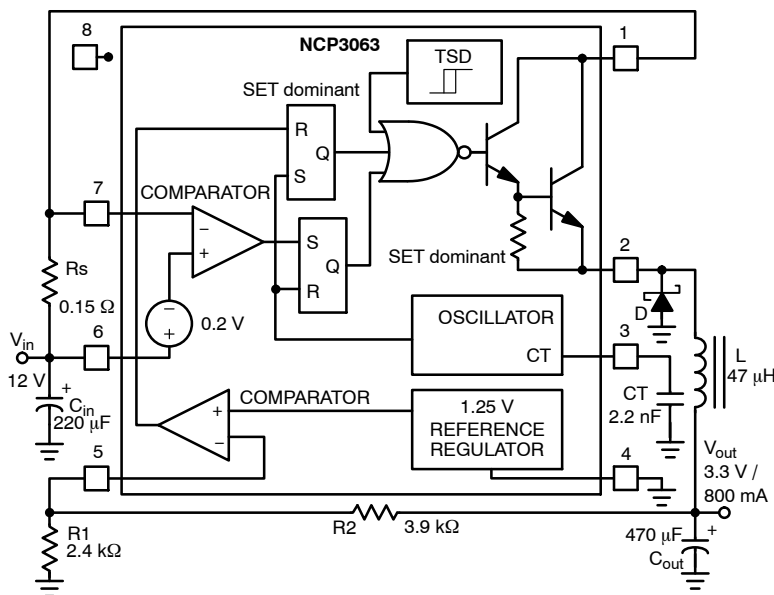 8
NCP3063
1
TSD
SET dominant
R
Q
S
7
COMPARATOR
−
+
S
Q
R
SET dominant
2
Rs
0.15 Ω
−
+
0.2 V
D
OSCILLATOR
CT
3
Vin
6
12 V
+
Cin
220 µF
L
47 µH
CT
2.2 nF
COMPARATOR
+
−
1.25 V
REFERENCE
REGULATOR
5
4
Vout
3.3 V /
800 mA
R1
2.4 kΩ
R2
3.9 kΩ
470 µF
+
Cout